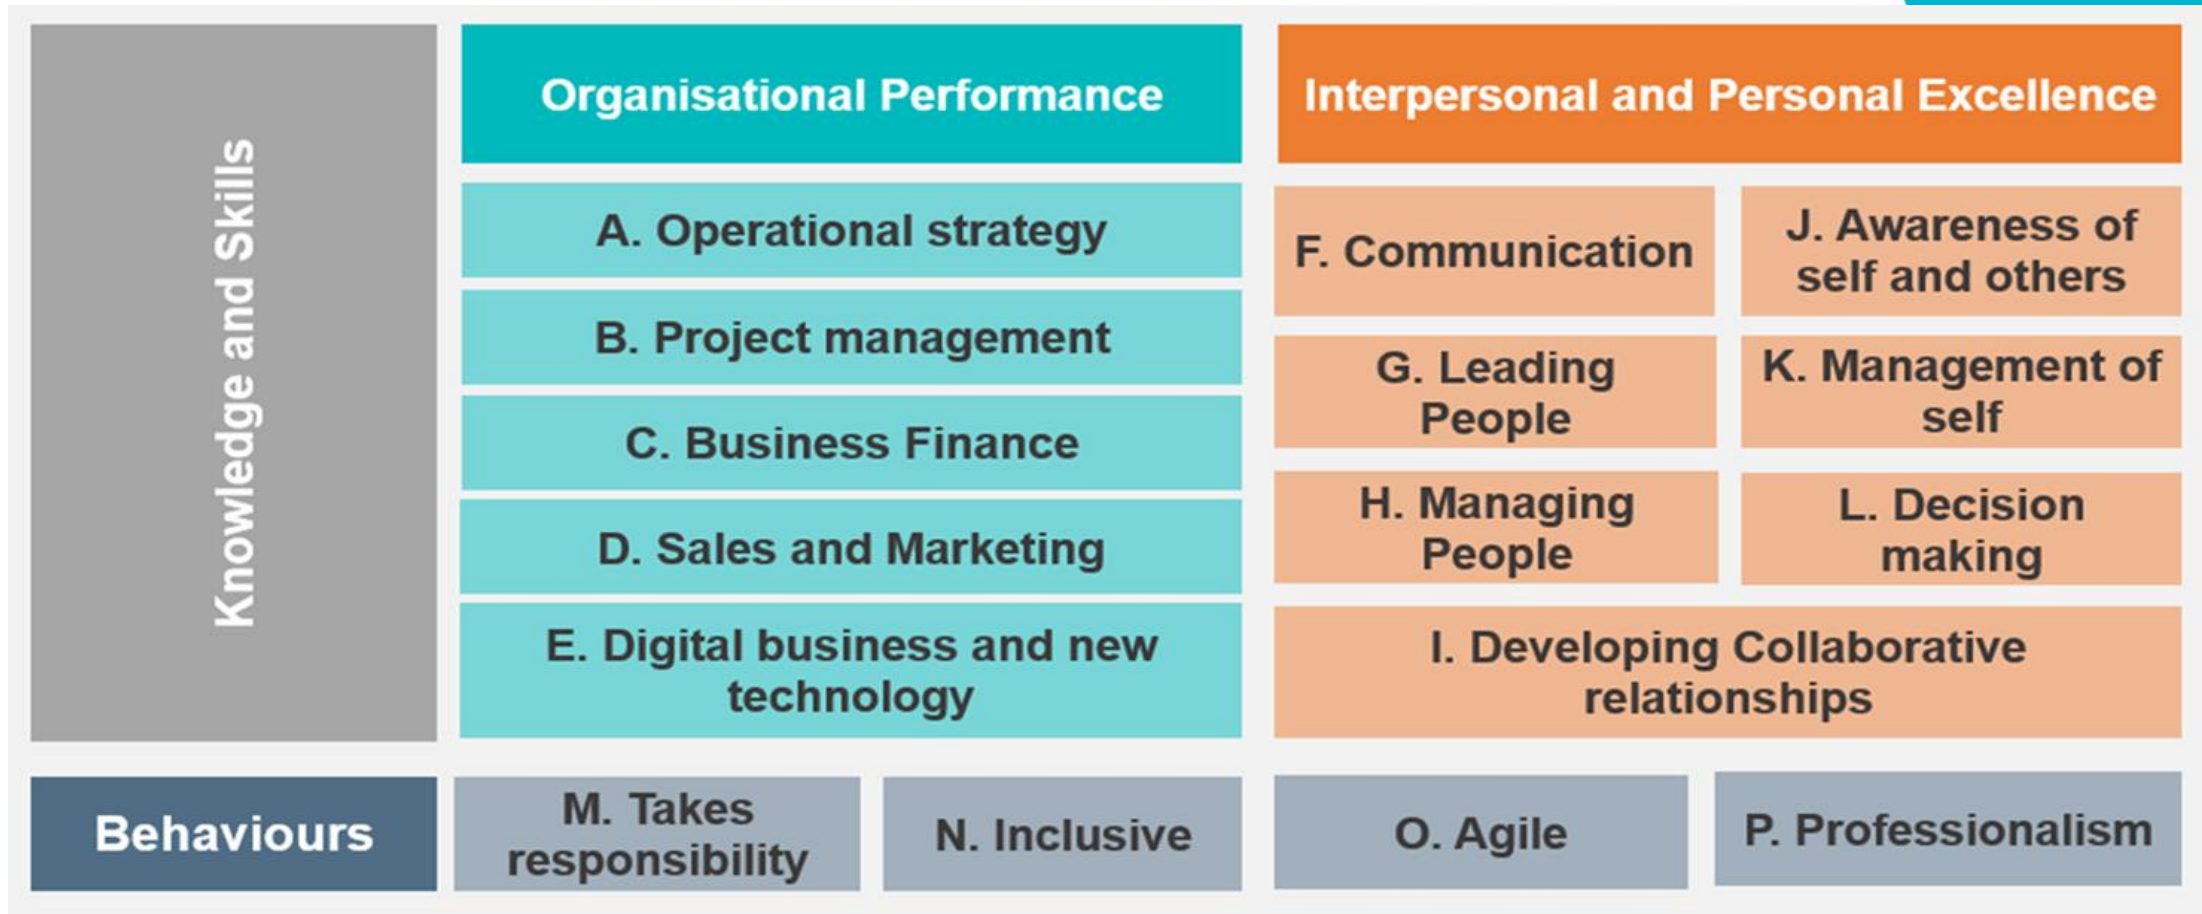 Knowledge and Skills
Organisational Performance
A. Operational strategy
B. Project management
C. Business Finance
D. Sales and Marketing
E. Digital business and new
technology
Interpersonal and Personal Excellence
F. Communication
J. Awareness of
self and others
G. Leading
People
K. Management of
self
H. Managing
People
L. Decision
making
I. Developing Collaborative
relationships
Behaviours
M. Takes
responsibility
N. Inclusive
O. Agile
P. Professionalism